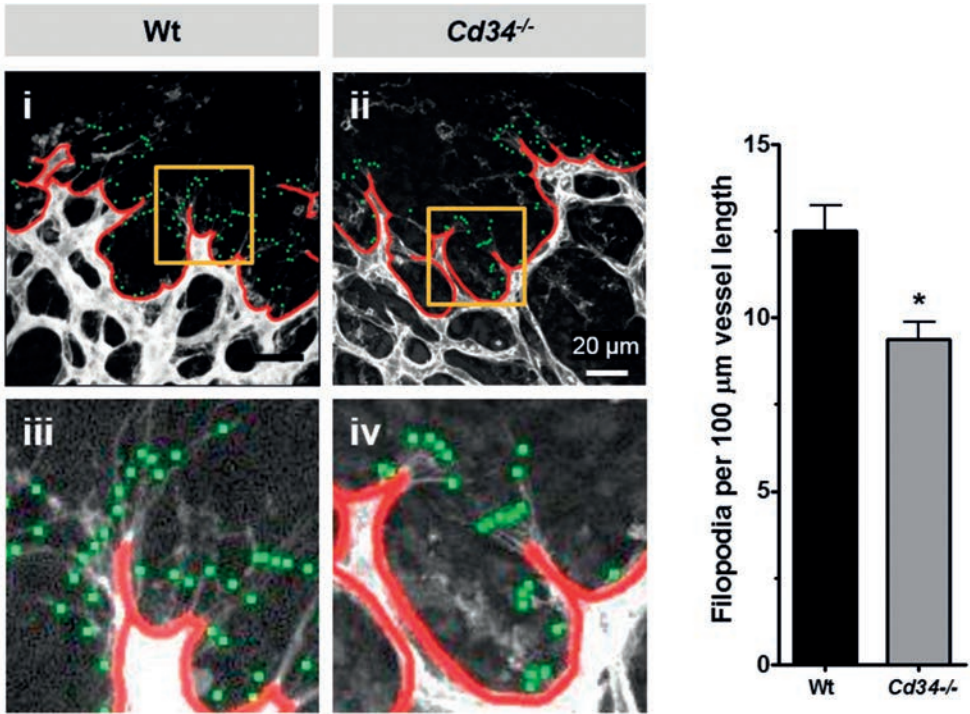 Wt
Cd34-/-
i
ii
20 µm
iii
iv
Filopodia per 100 µm vessel length
15
10
5
0
*
Wt
Cd34-/-